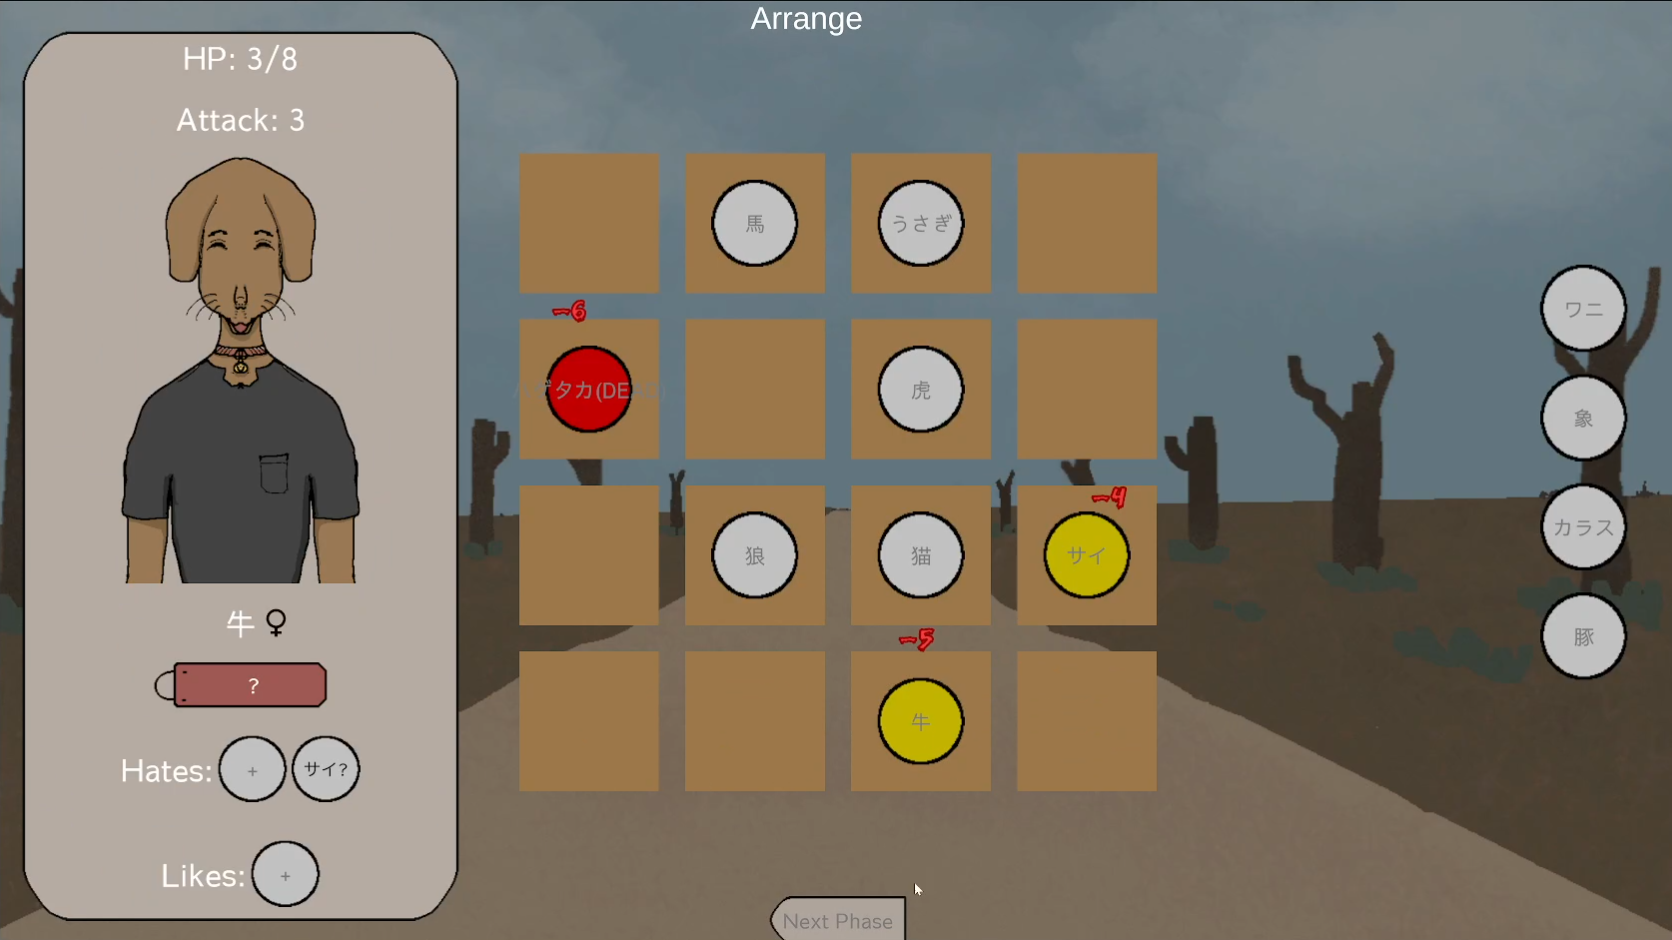 Arrange
HP: 3/8
Attack: 3
牛♀
?
Hates: + サイ?
Likes: +
馬
うさぎ
-6
虎
狼
猫
-4
サイ
-5
牛
ワニ
象
カラス
豚
Next Phase